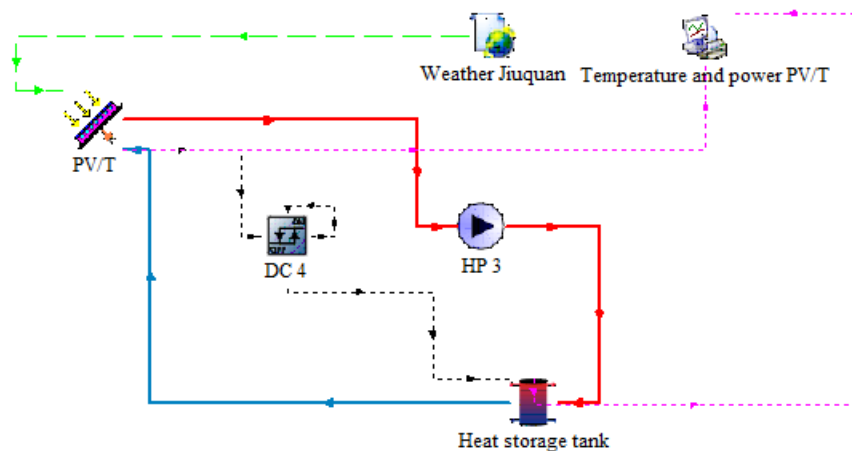 Weather Jiuquan
Temperature and power PV/T
PV/T
DC 4
HP 3
Heat storage tank